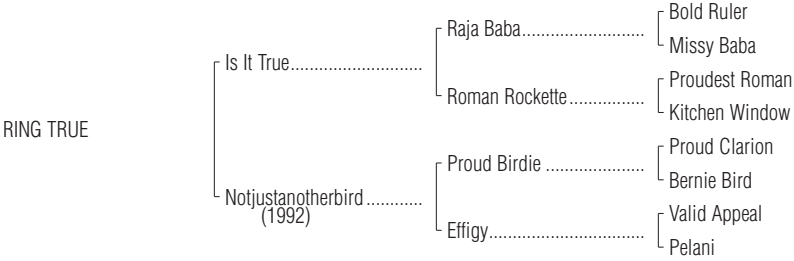 Bold Ruler
Raja Baba..........................
Missy Baba
Is It True............................
Proudest Roman
Roman Rockette................
Kitchen Window
RING TRUE
Proud Clarion
Proud Birdie .....................
Bernie Bird
Notjustanotherbird............
(1992)
Valid Appeal
Effigy.................................
Pelani